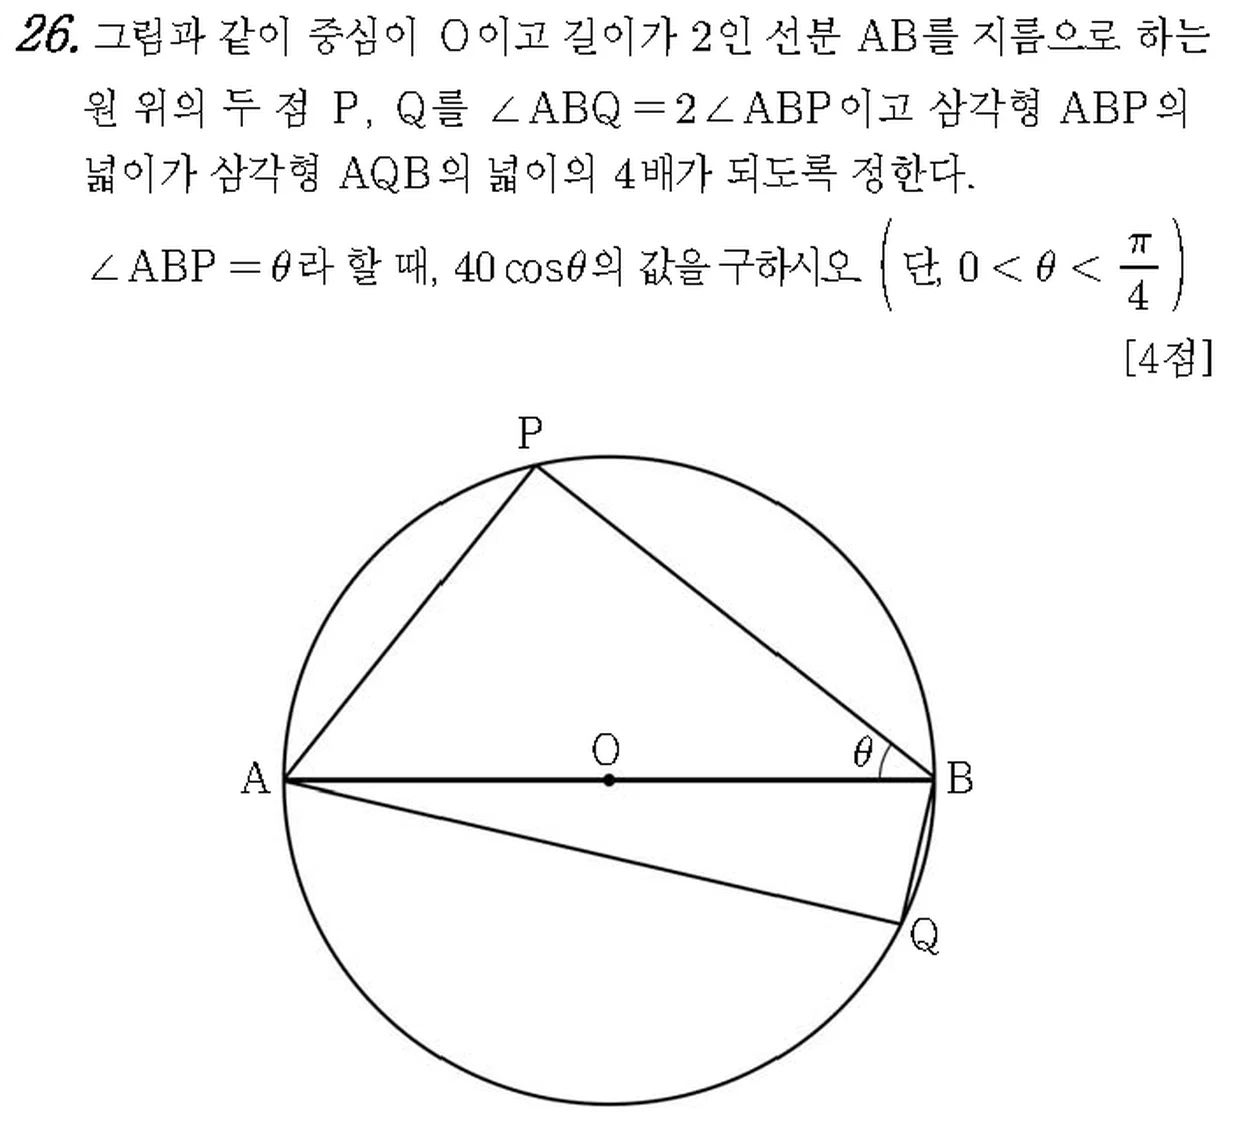 26. 그림과 같이 중심이 O이고 길이가 2인 선분 AB를 지름으로 하는
원 위의 두 점 P, Q를 ∠ABQ = 2∠ABP이고 삼각형 ABP의
넓이가 삼각형 AQB의 넓이의 4배가 되도록 정한다.
∠ABP = θ라 할 때, 40cosθ의 값을 구하시오 (단, 0 < θ < π/4)
[4점]
P
O
θ
A
B
Q